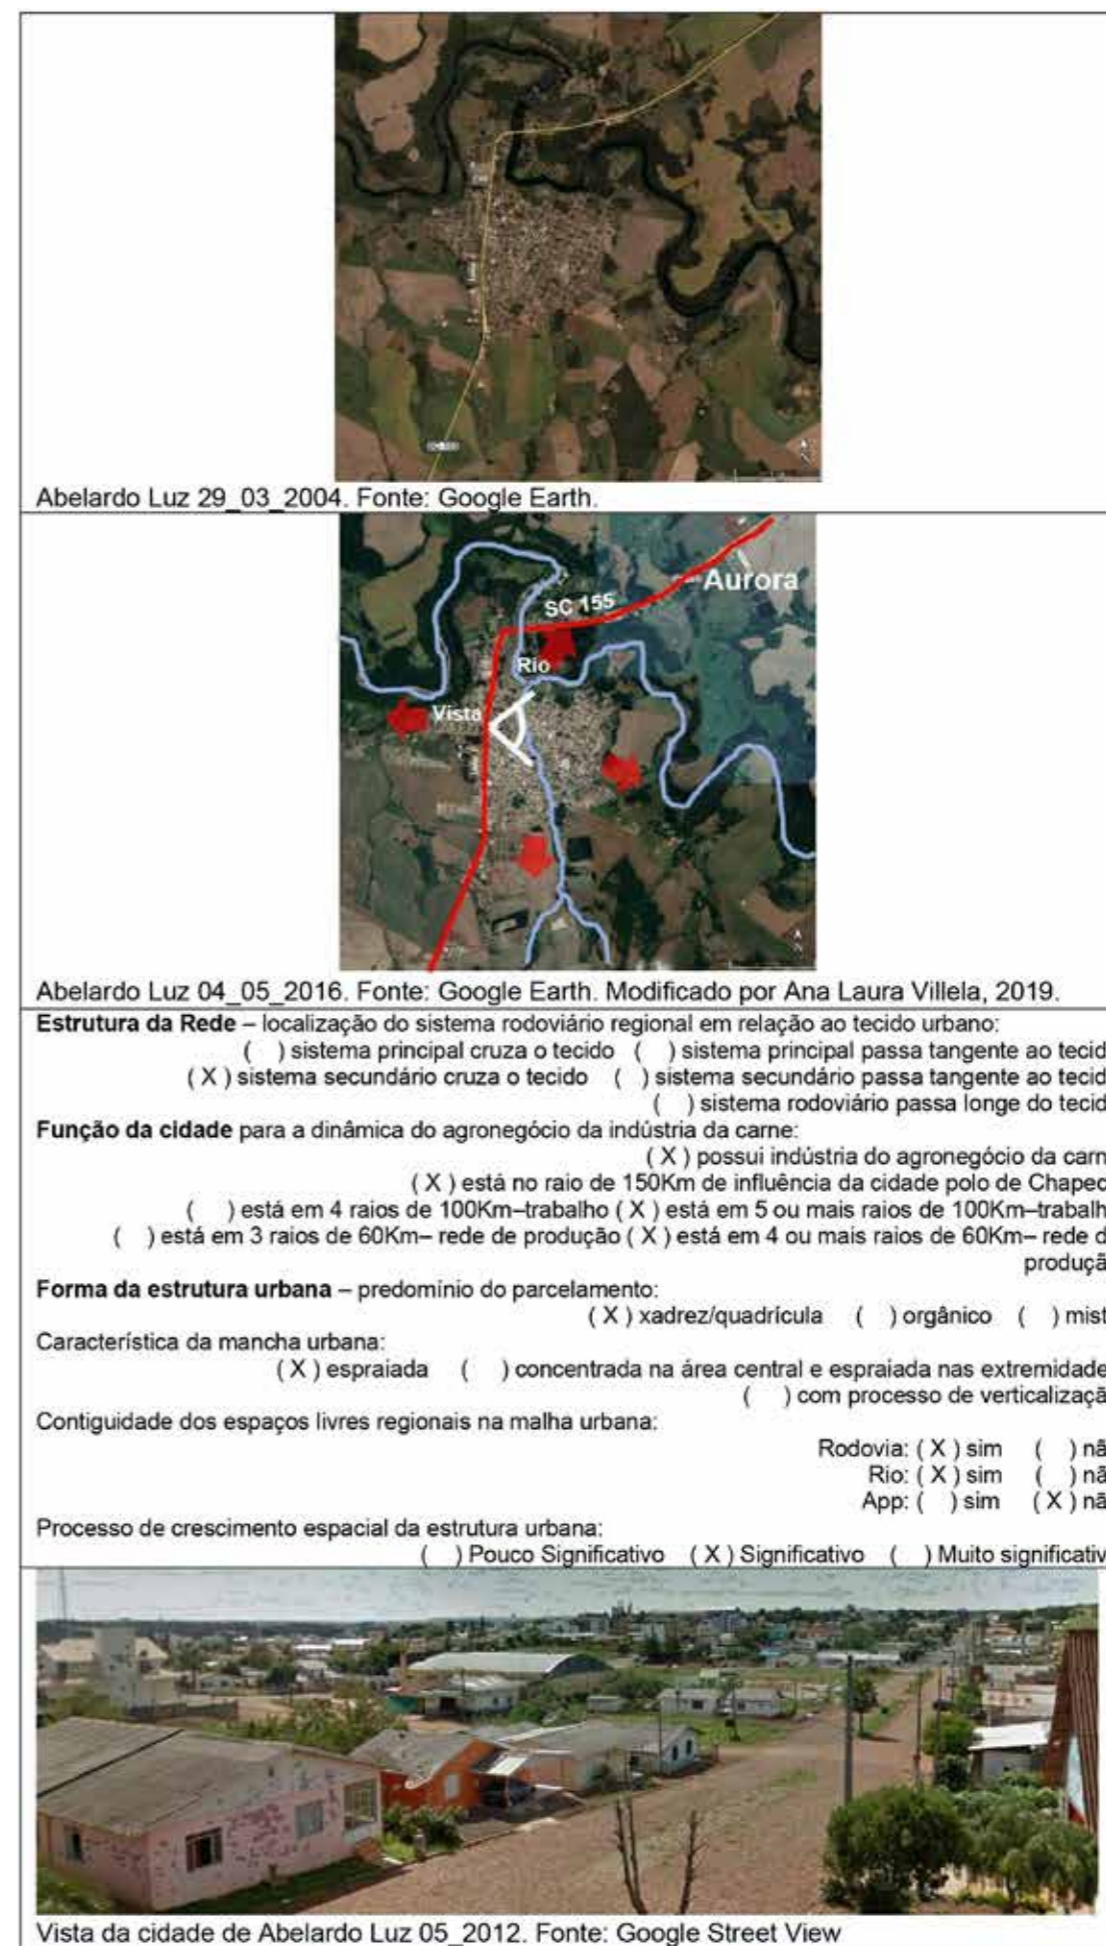 Abelardo Luz 29_03_2004. Fonte: Google Earth.
Aurora
SC 155
Rio
Vista
Abelardo Luz 04_05_2016. Fonte: Google Earth. Modificado por Ana Laura Villela, 2019.
Estrutura da Rede – localização do sistema rodoviário regional em relação ao tecido urbano:
( ) sistema principal cruza o tecido ( ) sistema principal passa tangente ao tecid
( X ) sistema secundário cruza o tecido ( ) sistema secundário passa tangente ao tecid
( ) sistema rodoviário passa longe do tecid
Função da cidade para a dinâmica do agronegócio da indústria da carne:
( X ) possui indústria do agronegócio da carn
( X ) está no raio de 150Km de influência da cidade polo de Chapec
( ) está em 4 raios de 100Km–trabalho ( X ) está em 5 ou mais raios de 100Km–trabalh
( ) está em 3 raios de 60Km– rede de produção ( X ) está em 4 ou mais raios de 60Km– rede d
produçã
Forma da estrutura urbana – predomínio do parcelamento:
( X ) xadrez/quadrícula ( ) orgânico ( ) mist
Característica da mancha urbana:
( X ) espraiada ( ) concentrada na área central e espraiada nas extremidade
( ) com processo de verticalizaçã
Contiguidade dos espaços livres regionais na malha urbana:
Rodovia: ( X ) sim ( ) nã
Rio: ( X ) sim ( ) nã
App: ( ) sim ( X ) nã
Processo de crescimento espacial da estrutura urbana:
( ) Pouco Significativo ( X ) Significativo ( ) Muito significativ
Vista da cidade de Abelardo Luz 05_2012. Fonte: Google Street View